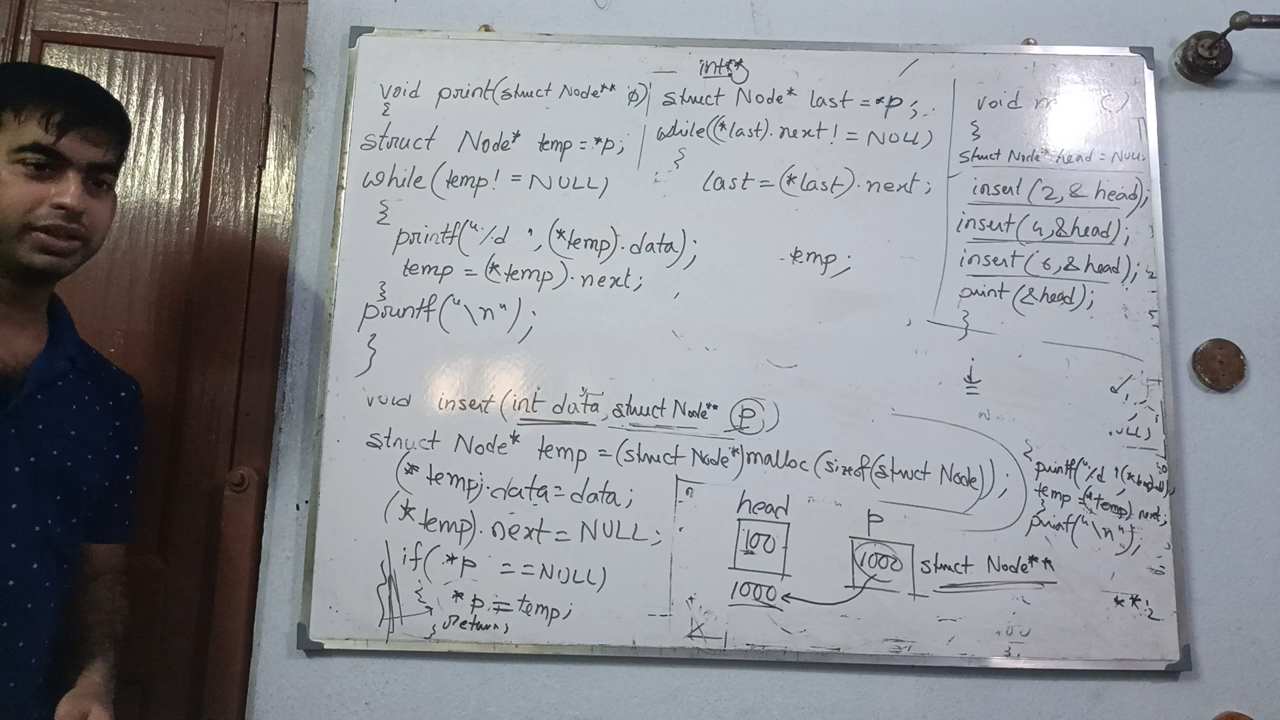 int**
void print(struct Node** p)
{
struct Node* temp = *p;
while(temp != NULL)
{
printf("%d ", (*temp).data);
temp = (*temp).next;
}
printf("\n");
}
struct Node* last = *p;
while((*last).next != NULL)
{
last = (*last).next;
temp;
void
{
struct Node* head = NULL
insert(2, &head);
insert(4, &head);
insert(6, &head);
print(&head);
}
void insert(int data, struct Node** p)
struct Node* temp = (struct Node*)malloc(sizeof(struct Node));
(*temp).data = data;
(*temp).next = NULL;
if(*p == NULL)
{
*p = temp;
return;
}
head
100
1000
p
1000
struct Node**
{
printf("%d
temp = (*temp).next;
}
printf("\n");